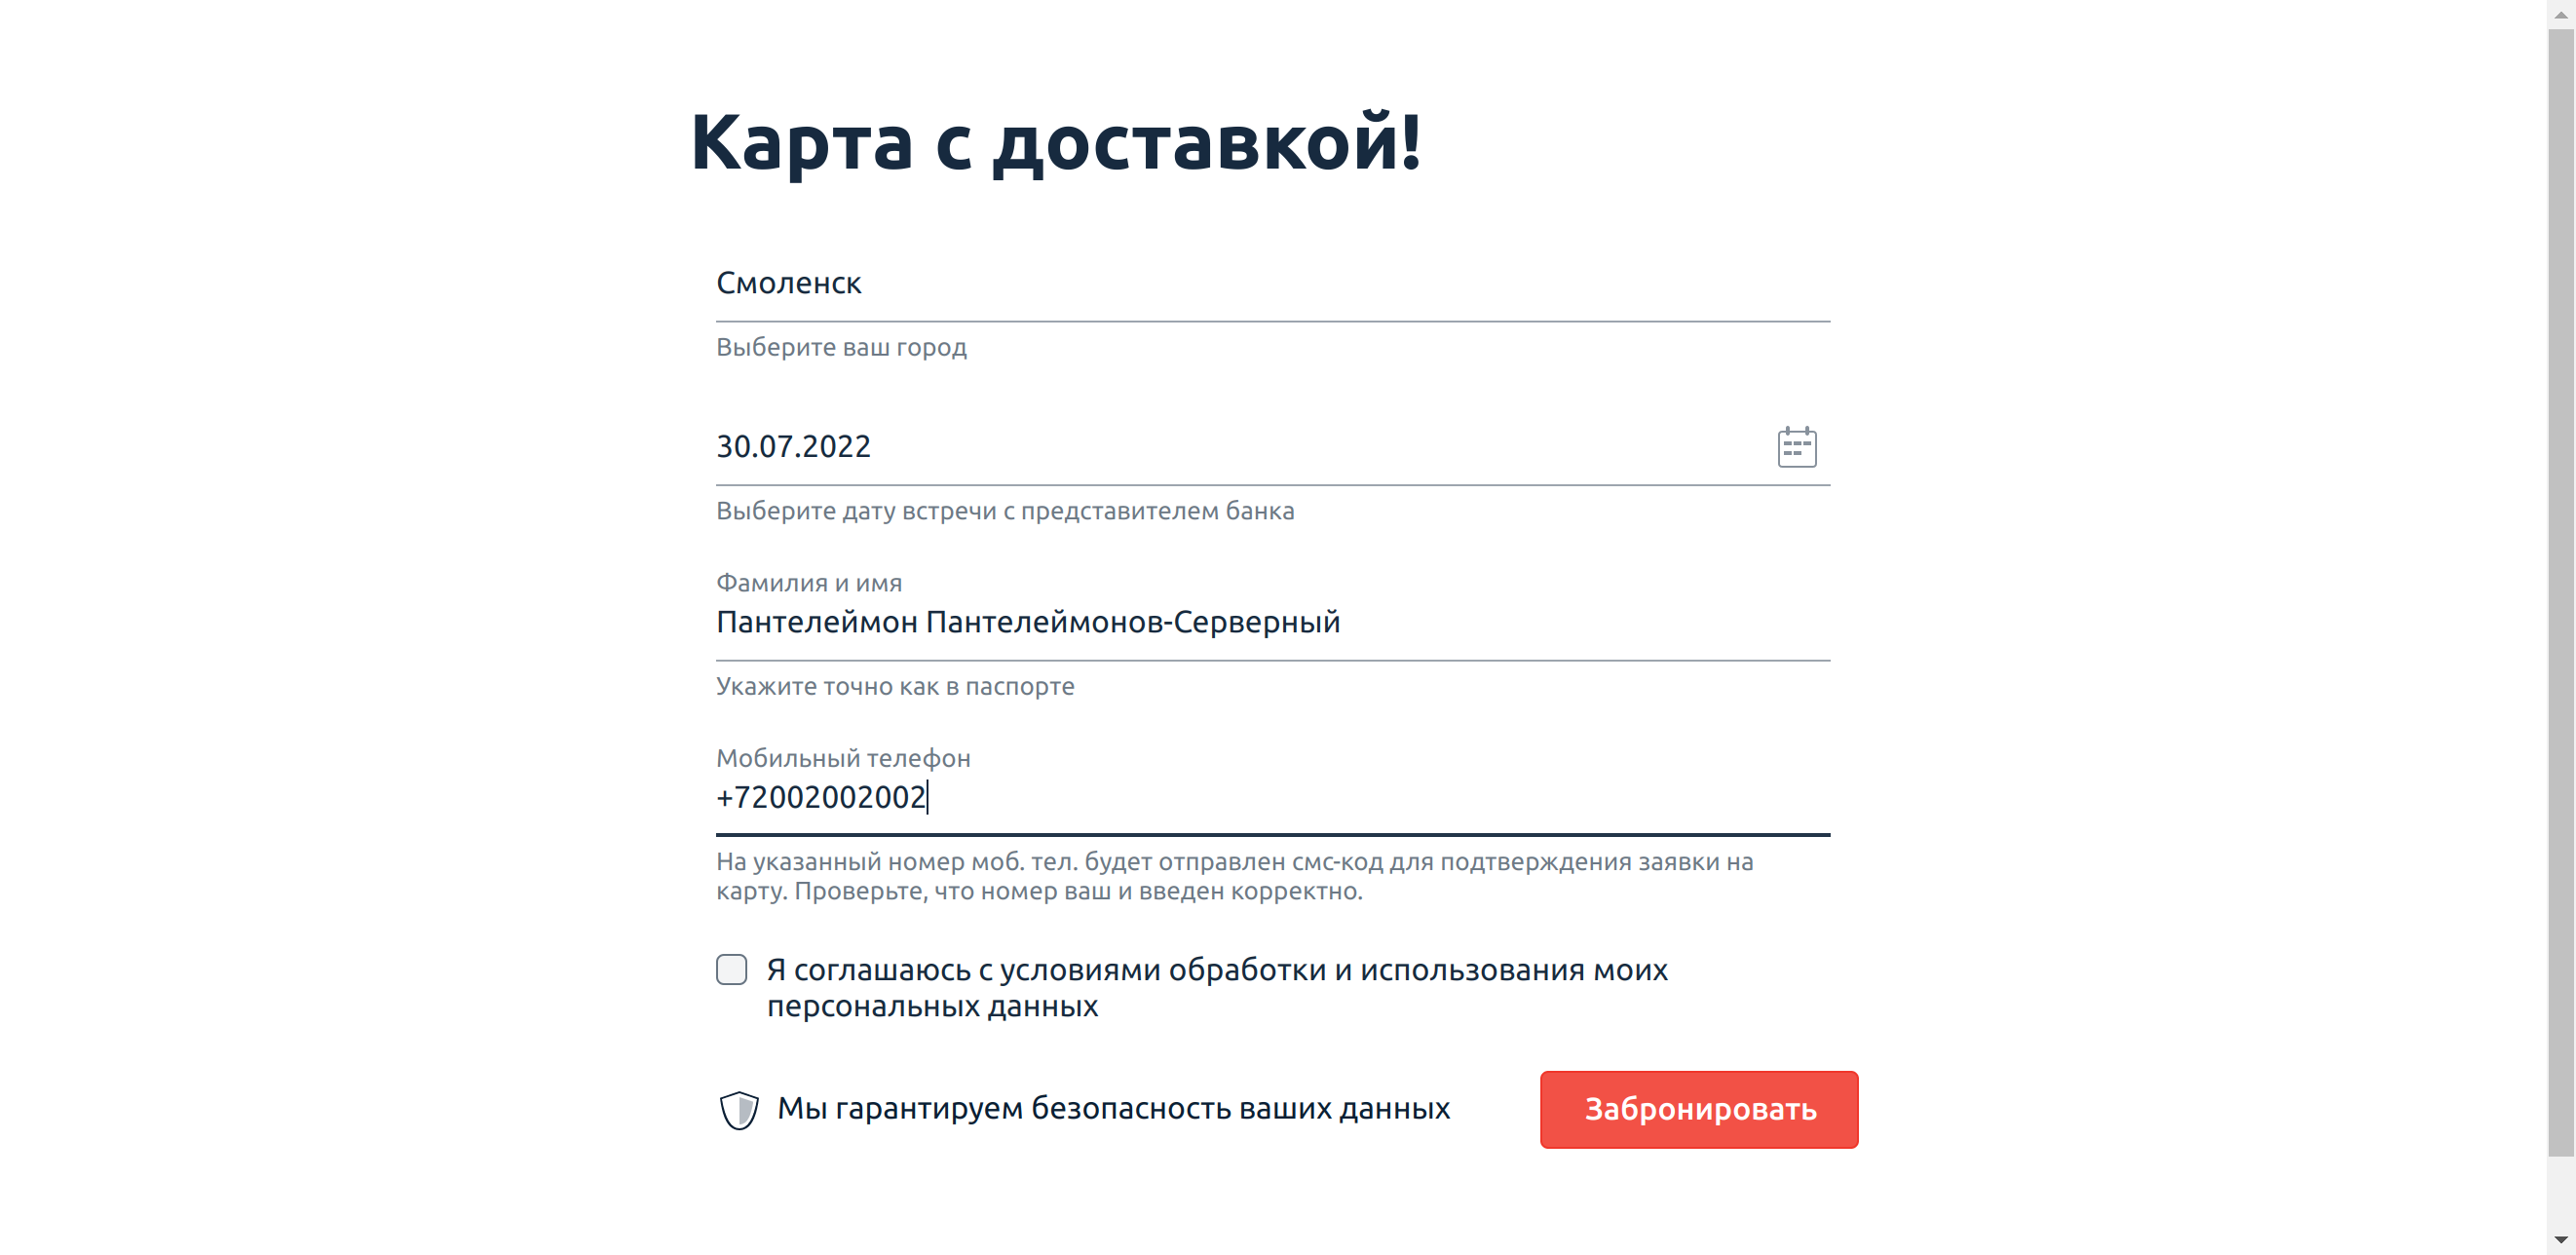 Карта с доставкой!
Смоленск
Выберите ваш город
30.07.2022
Выберите дату встречи с представителем банка
Фамилия и имя
Пантелеймон Пантелеймонов-Серверный
Укажите точно как в паспорте
Мобильный телефон
+72002002002
На указанный номер моб. тел. будет отправлен смс-код для подтверждения заявки на
карту. Проверьте, что номер ваш и введен корректно.
Я соглашаюсь с условиями обработки и использования моих
персональных данных
Мы гарантируем безопасность ваших данных
Забронировать